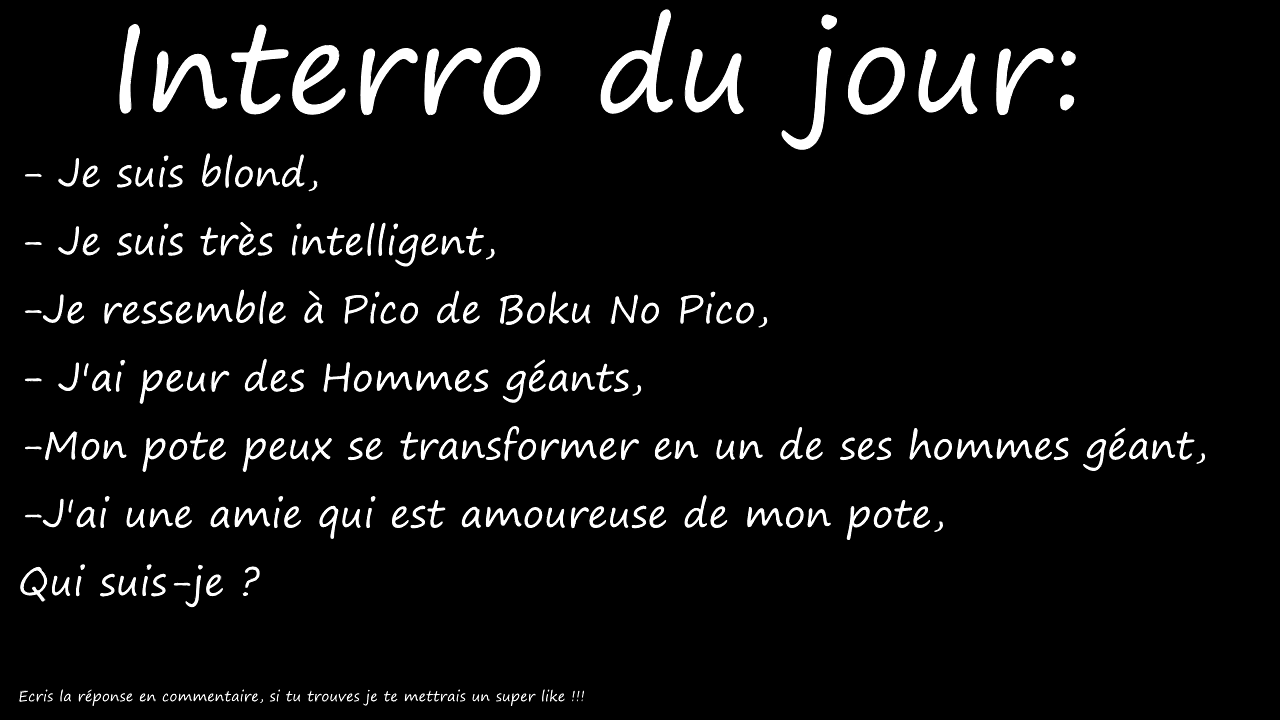 Interro du jour:
- Je suis blond,
- Je suis très intelligent,
-Je ressemble à Pico de Boku No Pico,
- J'ai peur des Hommes géants,
-Mon pote peux se transformer en un de ses hommes géant,
-J'ai une amie qui est amoureuse de mon pote,
Qui suis-je ?
Ecris la réponse en commentaire, si tu trouves je te mettrais un super like !!!